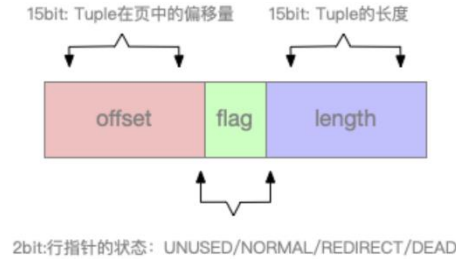 15bit: Tuple在页中的偏移量
15bit: Tuple的长度
offset
flag
length
2bit:行指针的状态：UNUSED/NORMAL/REDIRECT/DEAD